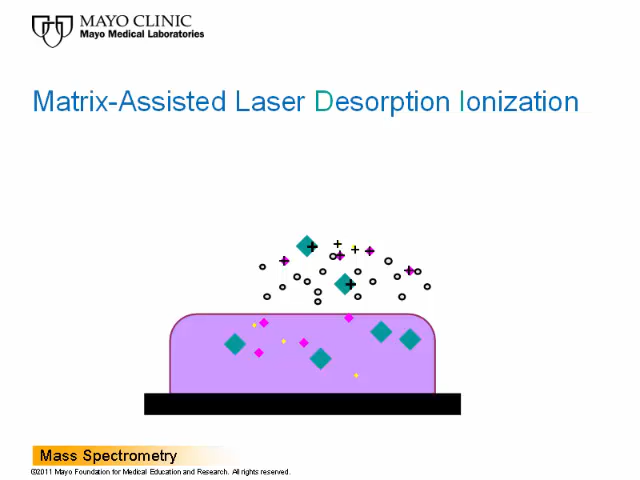 MAYO CLINIC
Mayo Medical Laboratories
Matrix-Assisted Laser Desorption Ionization
Mass Spectrometry
©2011 Mayo Foundation for Medical Education and Research. All rights reserved.